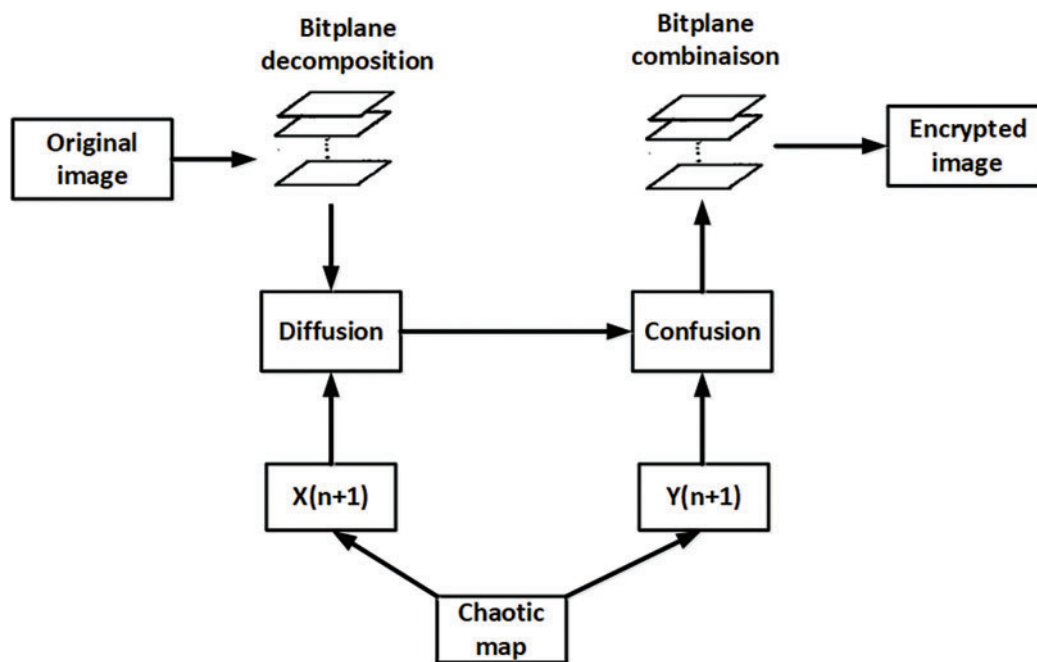 Bitplane
decomposition
Bitplane
combinaison
Original
image
Encrypted
image
Diffusion
Confusion
X(n+1)
Y(n+1)
Chaotic
map